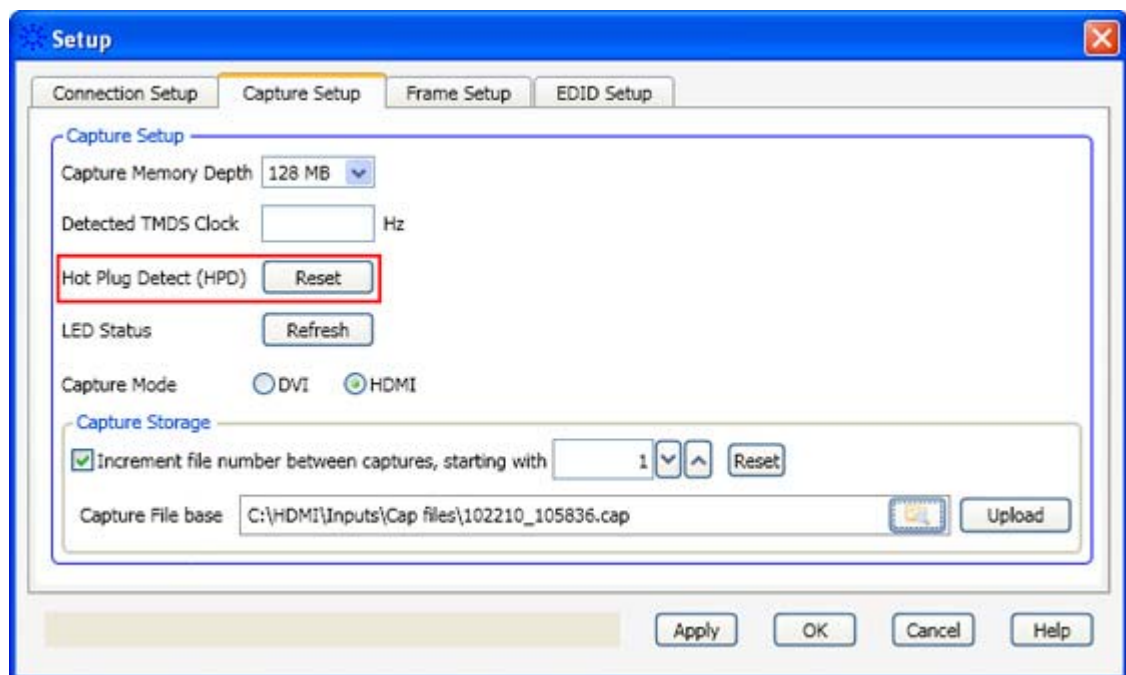 Setup
Connection Setup Capture Setup Frame Setup EDID Setup
Capture Setup
Capture Memory Depth 128 MB
Detected TMDS Clock Hz
Hot Plug Detect (HPD) Reset
LED Status Refresh
Capture Mode DVI HDMI
Capture Storage
Increment file number between captures, starting with 1 Reset
Capture File base C:\HDMI\Inputs\Cap files\102210_105836.cap Upload
Apply OK Cancel Help